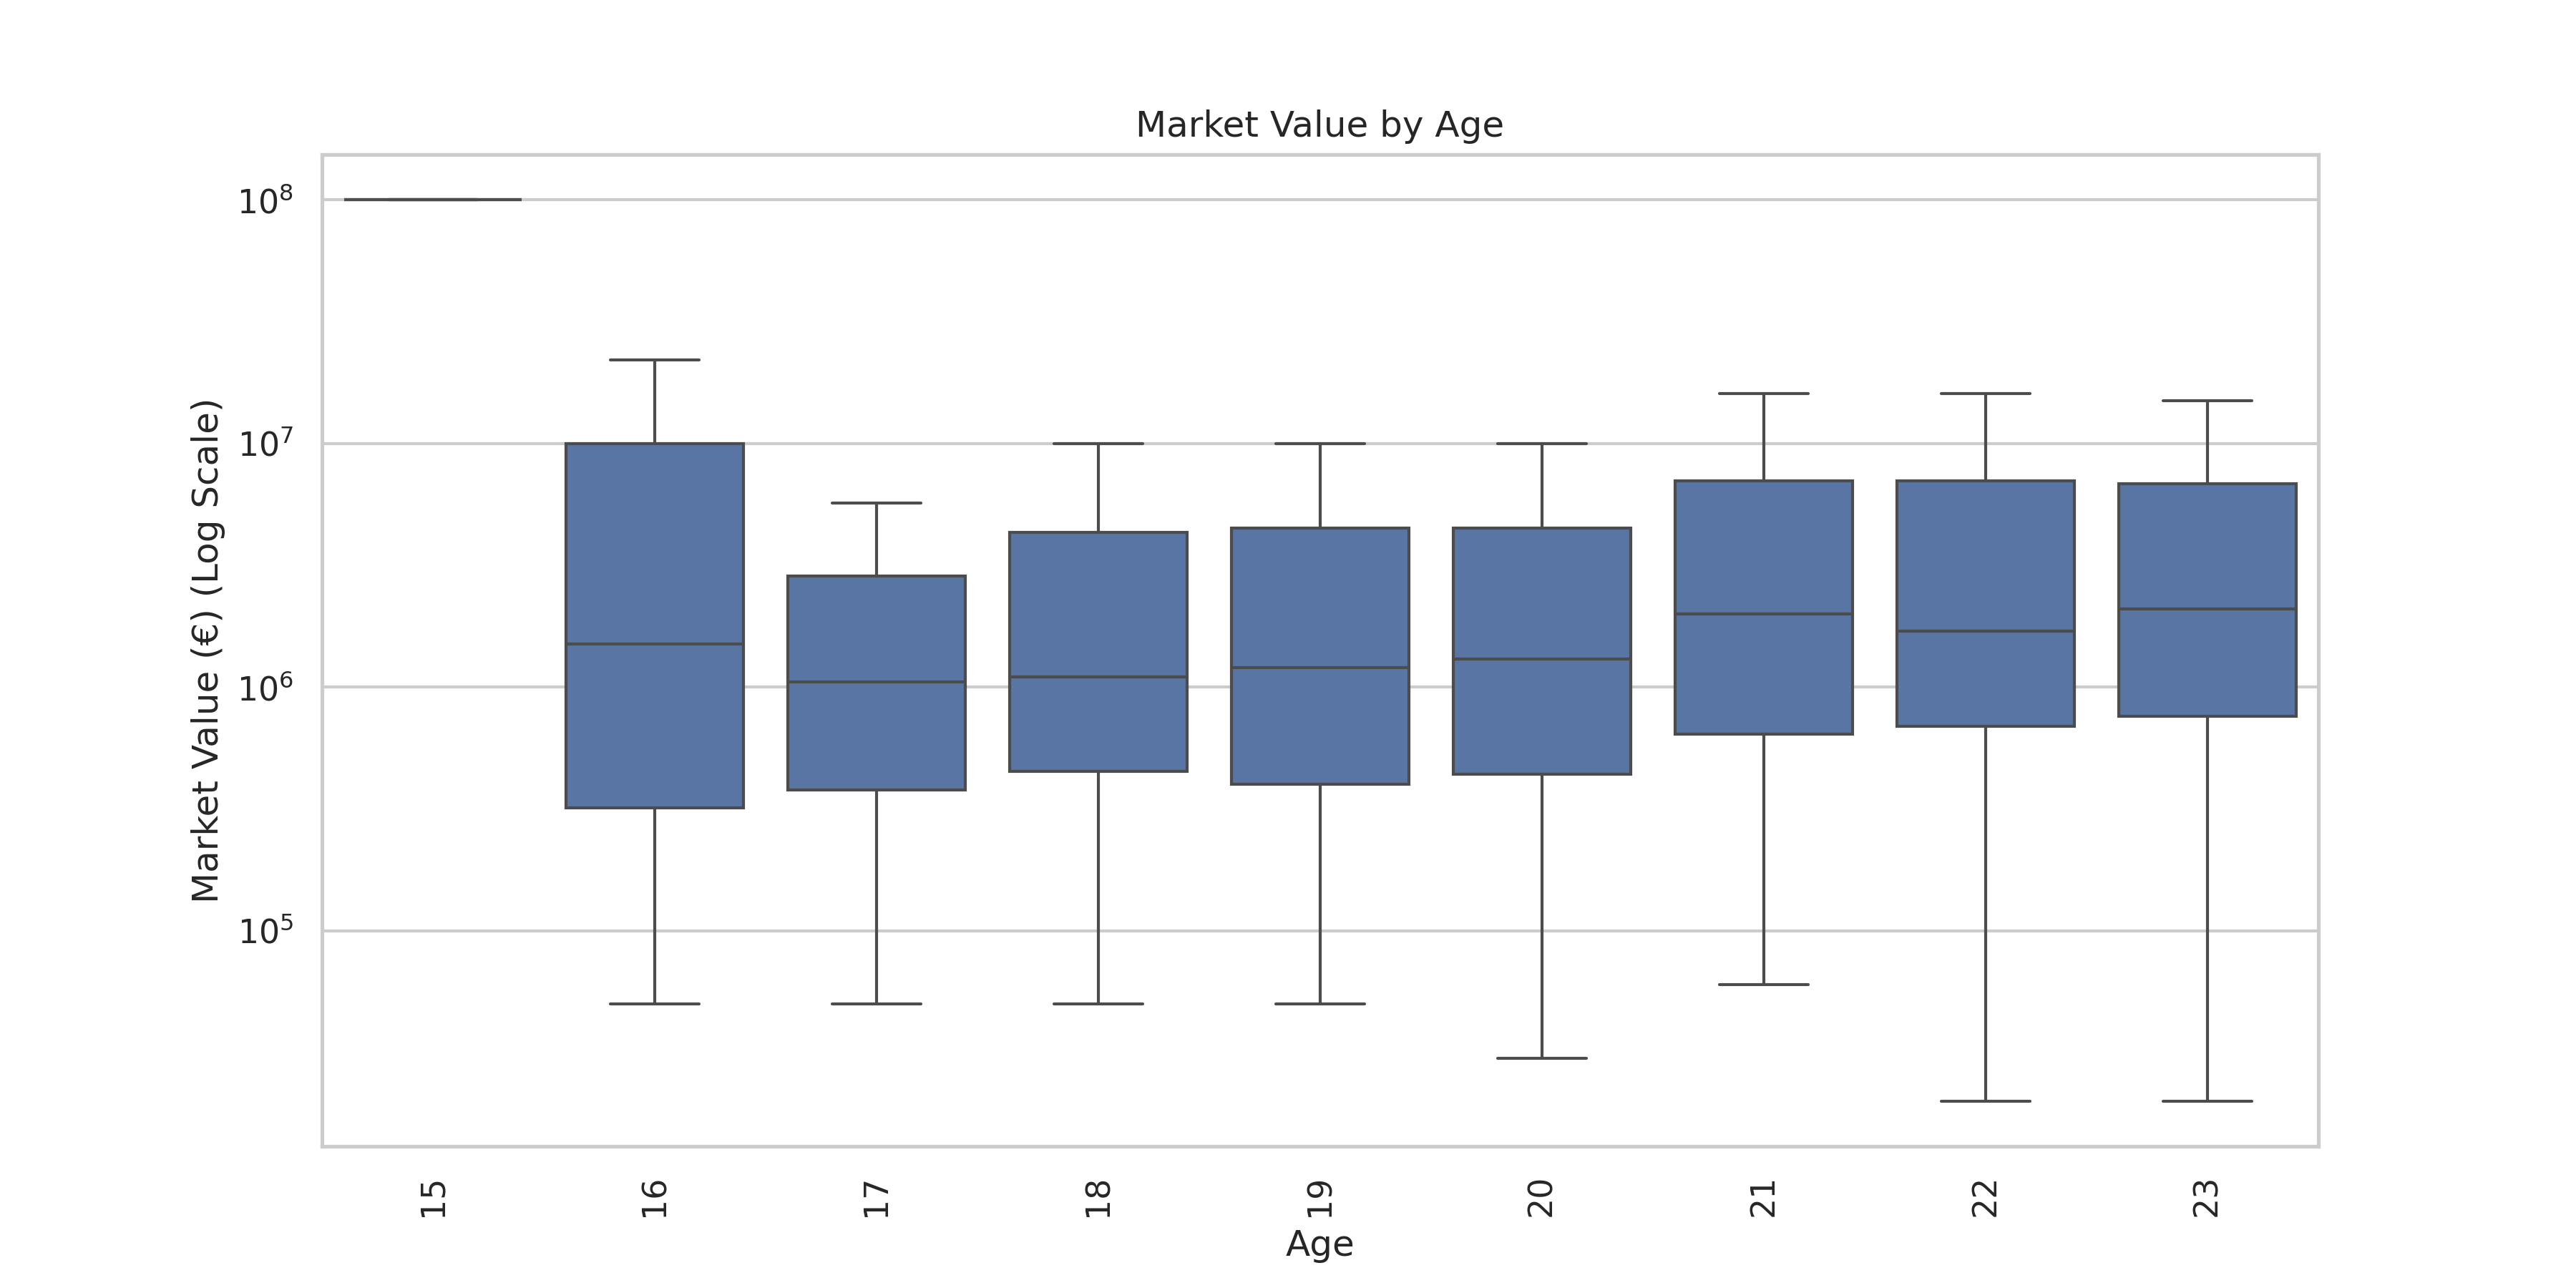 Market Value by Age
Market Value (€) (Log Scale)
10⁸
10⁷
10⁶
10⁵
15 16 17 18 19 20 21 22 23
Age